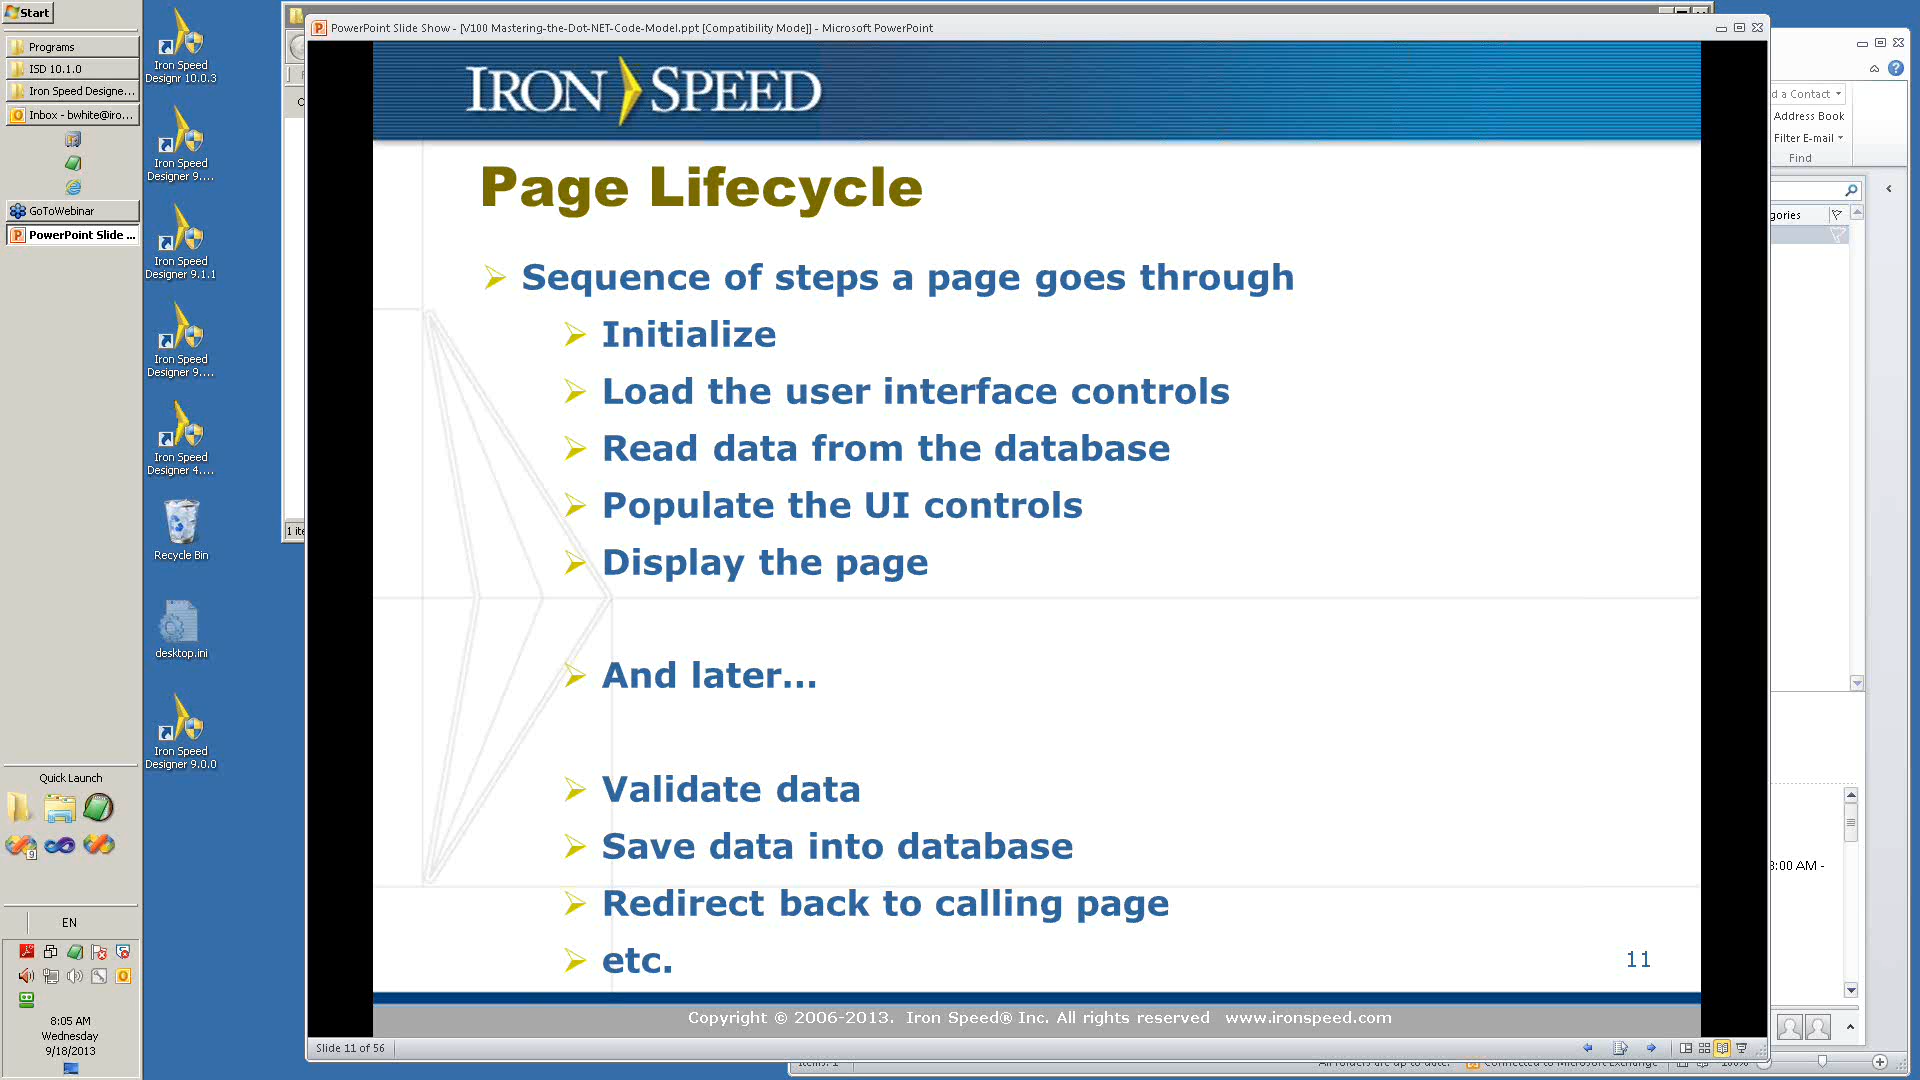 Start
Programs
ISD 10.1.0
Iron Speed Designe...
Inbox - bwhite@iro...
GoToWebinar
PowerPoint Slide ...
Quick Launch
9
EN
8:05 AM
Wednesday
9/18/2013
Iron Speed
Designr 10.0.3
Iron Speed
Designer 9....
Iron Speed
Designer 9.1.1
Iron Speed
Designer 9....
Iron Speed
Designer 4....
Recycle Bin
desktop.ini
Iron Speed
Designer 9.0.0
PowerPoint Slide Show - [V100 Mastering-the-Dot-NET-Code-Model.ppt [Compatibility Mode]] - Microsoft PowerPoint
IRON SPEED
Page Lifecycle
Sequence of steps a page goes through
Initialize
Load the user interface controls
Read data from the database
Populate the UI controls
Display the page
And later...
Validate data
Save data into database
Redirect back to calling page
etc.
11
Copyright © 2006-2013. Iron Speed® Inc. All rights reserved www.ironspeed.com
Slide 11 of 56
d a Contact
Address Book
Filter E-mail
Find
gories
:00 AM -